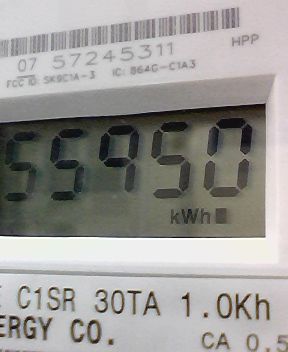 07 57245311
HPP
FCC ID: SK9C1A-3 IC: 864G-C1A3
55950
kWh
C1SR 30TA 1.0Kh
ERGY CO.
CA 0.5